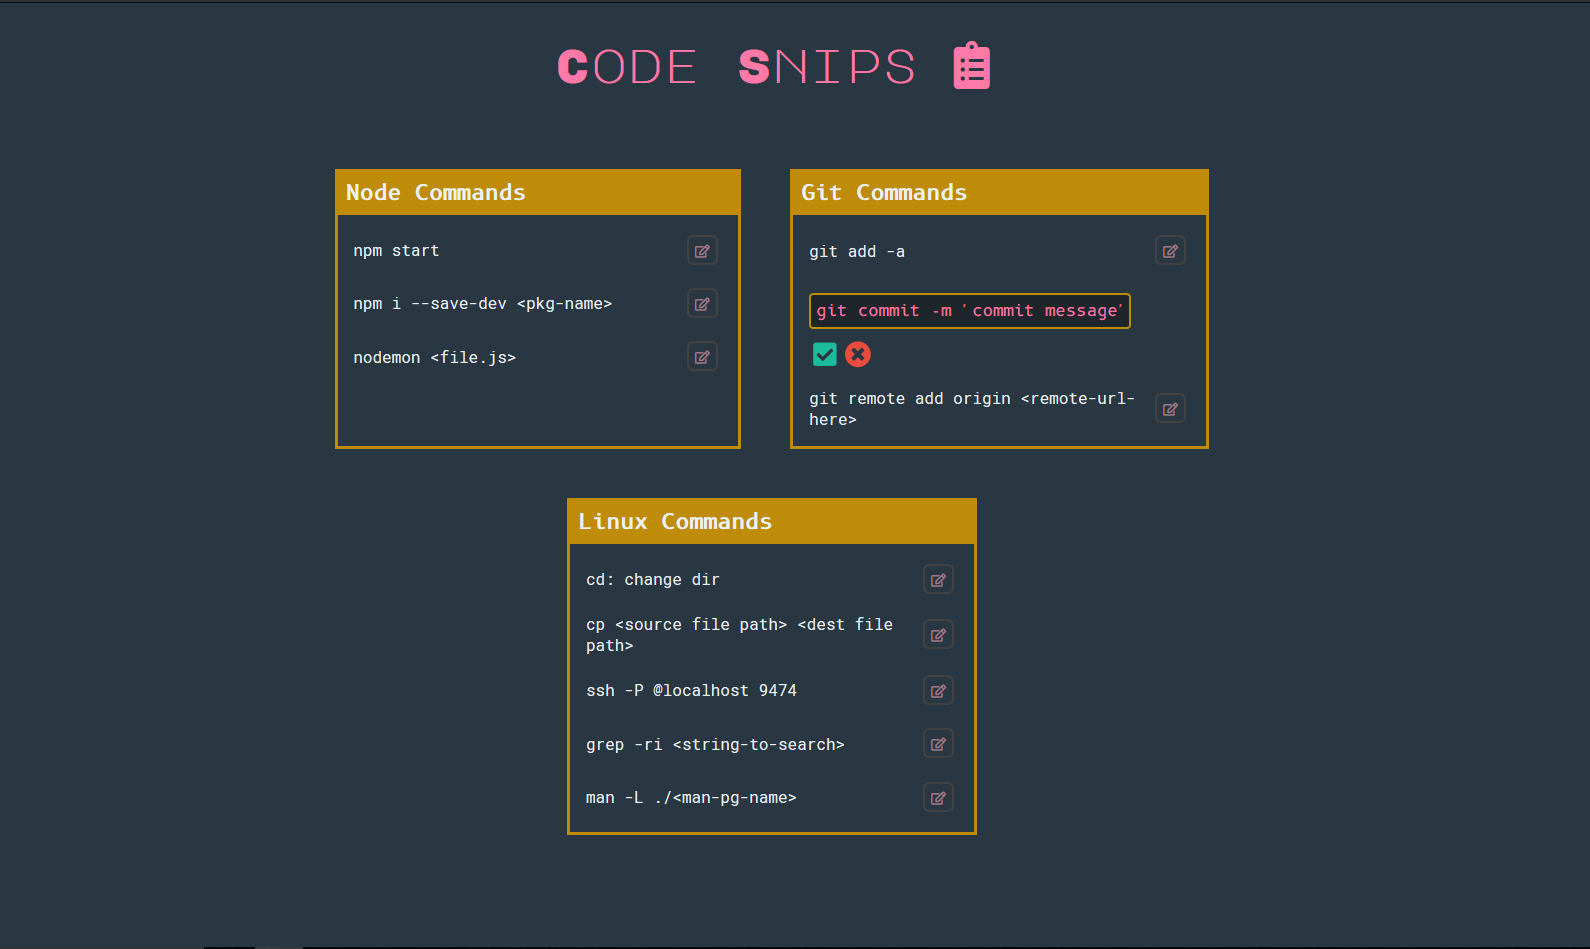 CODE SNIPS
Node Commands
npm start
npm i --save-dev <pkg-name>
nodemon <file.js>
Git Commands
git add -a
git commit -m 'commit message'
git remote add origin <remote-url-
here>
Linux Commands
cd: change dir
cp <source file path> <dest file
path>
ssh -P @localhost 9474
grep -ri <string-to-search>
man -L ./<man-pg-name>